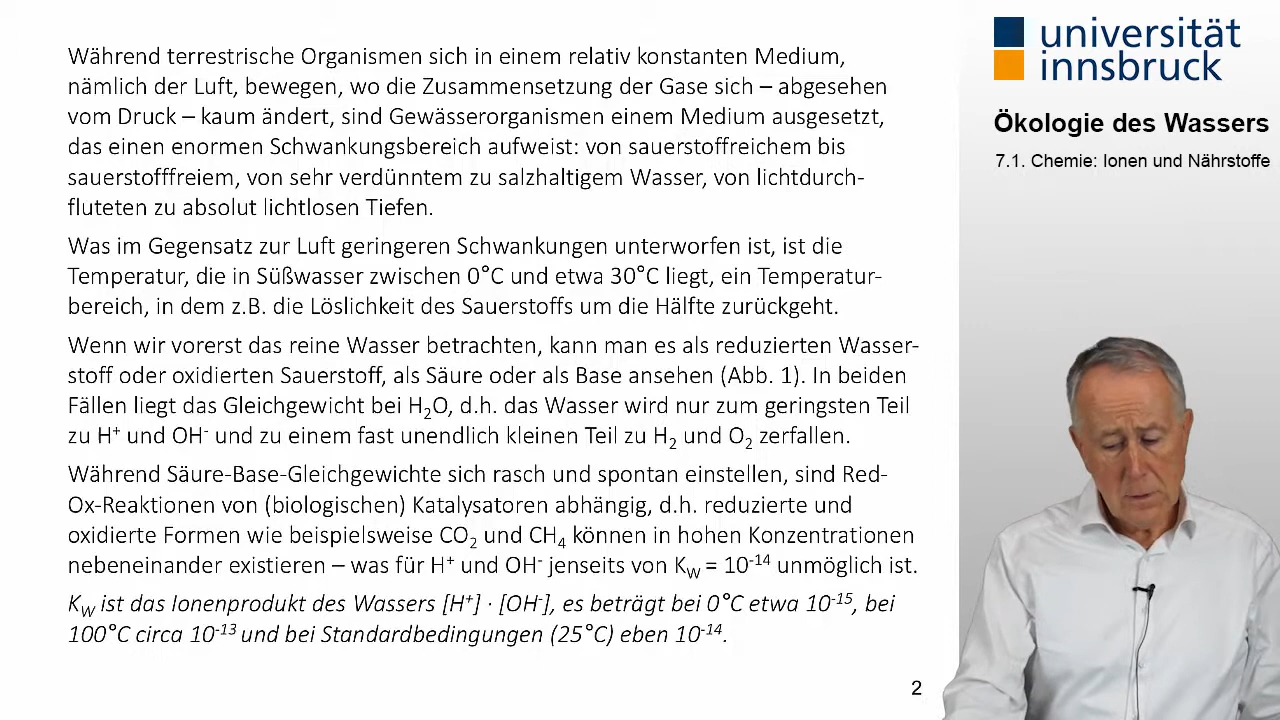 Während terrestrische Organismen sich in einem relativ konstanten Medium,
nämlich der Luft, bewegen, wo die Zusammensetzung der Gase sich – abgesehen
vom Druck – kaum ändert, sind Gewässerorganismen einem Medium ausgesetzt,
das einen enormen Schwankungsbereich aufweist: von sauerstoffreichem bis
sauerstofffreiem, von sehr verdünntem zu salzhaltigem Wasser, von lichtdurch-
fluteten zu absolut lichtlosen Tiefen.
Was im Gegensatz zur Luft geringeren Schwankungen unterworfen ist, ist die
Temperatur, die in Süßwasser zwischen 0°C und etwa 30°C liegt, ein Temperatur-
bereich, in dem z.B. die Löslichkeit des Sauerstoffs um die Hälfte zurückgeht.
Wenn wir vorerst das reine Wasser betrachten, kann man es als reduzierten Wasser-
stoff oder oxidierten Sauerstoff, als Säure oder als Base ansehen (Abb. 1). In beiden
Fällen liegt das Gleichgewicht bei H₂O, d.h. das Wasser wird nur zum geringsten Teil
zu H⁺ und OH⁻ und zu einem fast unendlich kleinen Teil zu H₂ und O₂ zerfallen.
Während Säure-Base-Gleichgewichte sich rasch und spontan einstellen, sind Red-
Ox-Reaktionen von (biologischen) Katalysatoren abhängig, d.h. reduzierte und
oxidierte Formen wie beispielsweise CO₂ und CH₄ können in hohen Konzentrationen
nebeneinander existieren – was für H⁺ und OH⁻ jenseits von K_W = 10⁻¹⁴ unmöglich ist.
K_W ist das Ionenprodukt des Wassers [H⁺] · [OH⁻], es beträgt bei 0°C etwa 10⁻¹⁵, bei
100°C circa 10⁻¹³ und bei Standardbedingungen (25°C) eben 10⁻¹⁴.
2
universität
innsbruck
Ökologie des Wassers
7.1. Chemie: Ionen und Nährstoffe